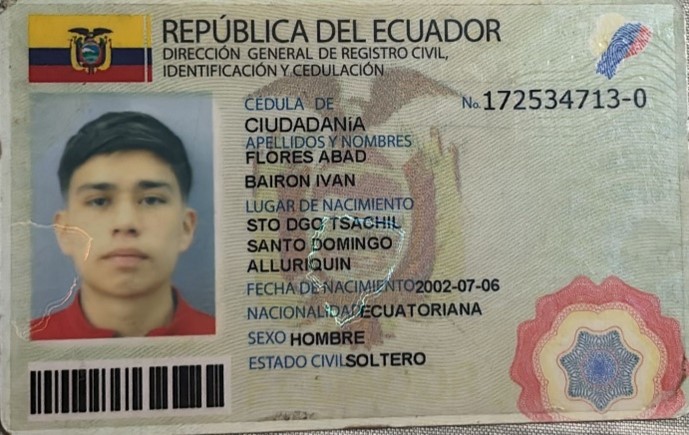 REPÚBLICA DEL ECUADOR
DIRECCIÓN GENERAL DE REGISTRO CIVIL,
IDENTIFICACIÓN Y CEDULACIÓN
CÉDULA DE No. 172534713-0
CIUDADANiA
APELLIDOS Y NOMBRES
FLORES ABAD
BAIRON IVAN
LUGAR DE NACIMIENTO
STO DGO TSACHIL
SANTO DOMINGO
ALLURIQUIN
FECHA DE NACIMIENTO 2002-07-06
NACIONALIDAD ECUATORIANA
SEXO HOMBRE
ESTADO CIVIL SOLTERO